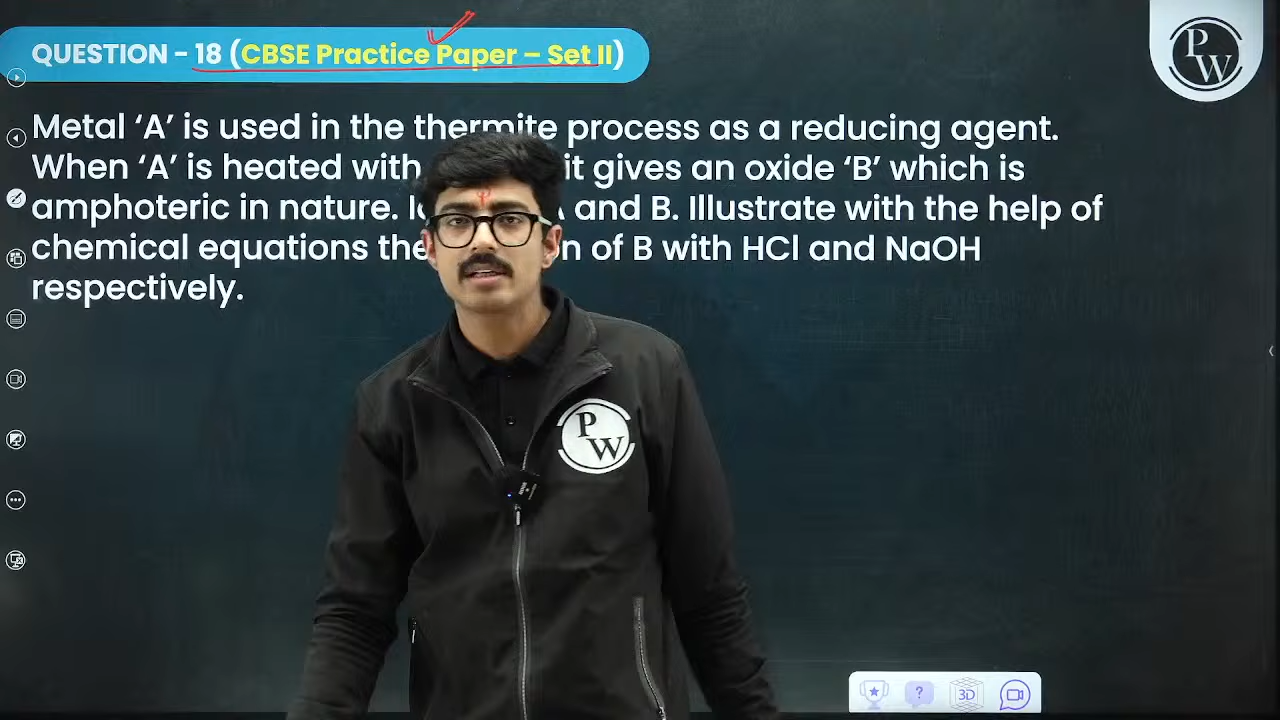 QUESTION - 18 (CBSE Practice Paper – Set II)
PW
Metal ‘A’ is used in the thermite process as a reducing agent.
When ‘A’ is heated with it gives an oxide ‘B’ which is
amphoteric in nature. A and B. Illustrate with the help of
chemical equations the of B with HCl and NaOH
respectively.
PW
3D